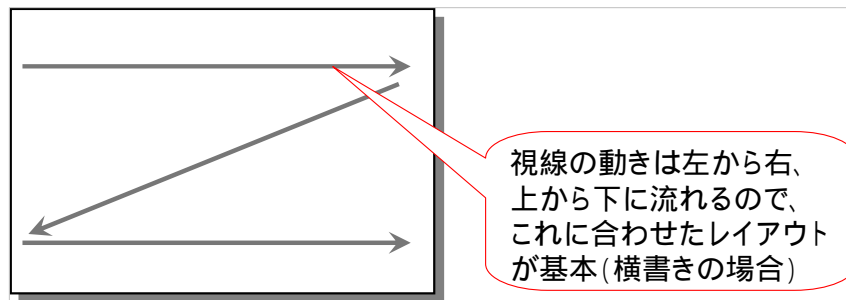 視線の動きは左から右、
上から下に流れるので、
これに合わせたレイアウト
が基本(横書きの場合)